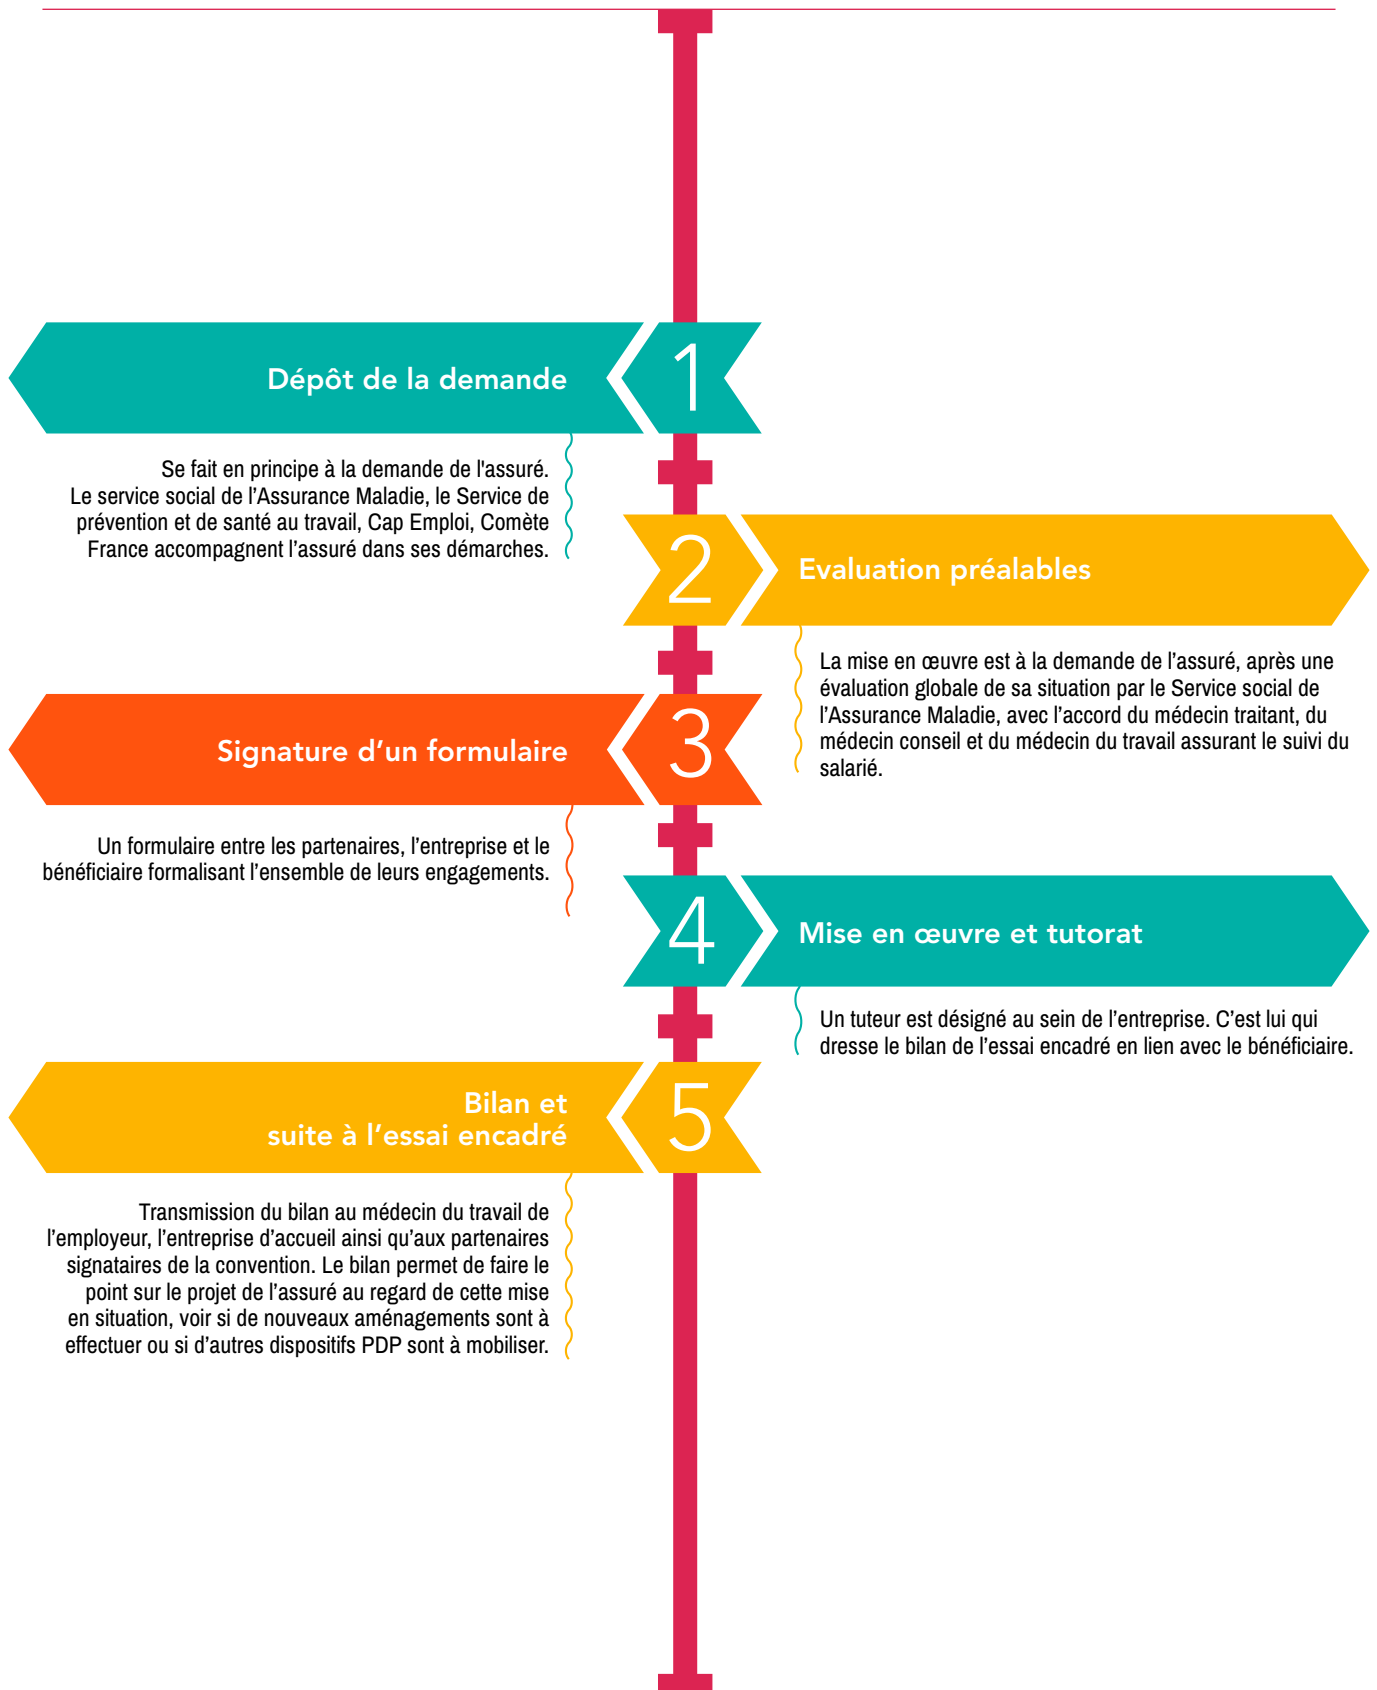 1
Dépôt de la demande
Se fait en principe à la demande de l'assuré.
Le service social de l’Assurance Maladie, le Service de
prévention et de santé au travail, Cap Emploi, Comète
France accompagnent l’assuré dans ses démarches.
2
Evaluation préalables
La mise en œuvre est à la demande de l’assuré, après une
évaluation globale de sa situation par le Service social de
l’Assurance Maladie, avec l’accord du médecin traitant, du
médecin conseil et du médecin du travail assurant le suivi du
salarié.
3
Signature d’un formulaire
Un formulaire entre les partenaires, l’entreprise et le
bénéficiaire formalisant l’ensemble de leurs engagements.
4
Mise en œuvre et tutorat
Un tuteur est désigné au sein de l’entreprise. C’est lui qui
dresse le bilan de l’essai encadré en lien avec le bénéficiaire.
5
Bilan et
suite à l’essai encadré
Transmission du bilan au médecin du travail de
l’employeur, l’entreprise d’accueil ainsi qu’aux partenaires
signataires de la convention. Le bilan permet de faire le
point sur le projet de l’assuré au regard de cette mise
en situation, voir si de nouveaux aménagements sont à
effectuer ou si d’autres dispositifs PDP sont à mobiliser.